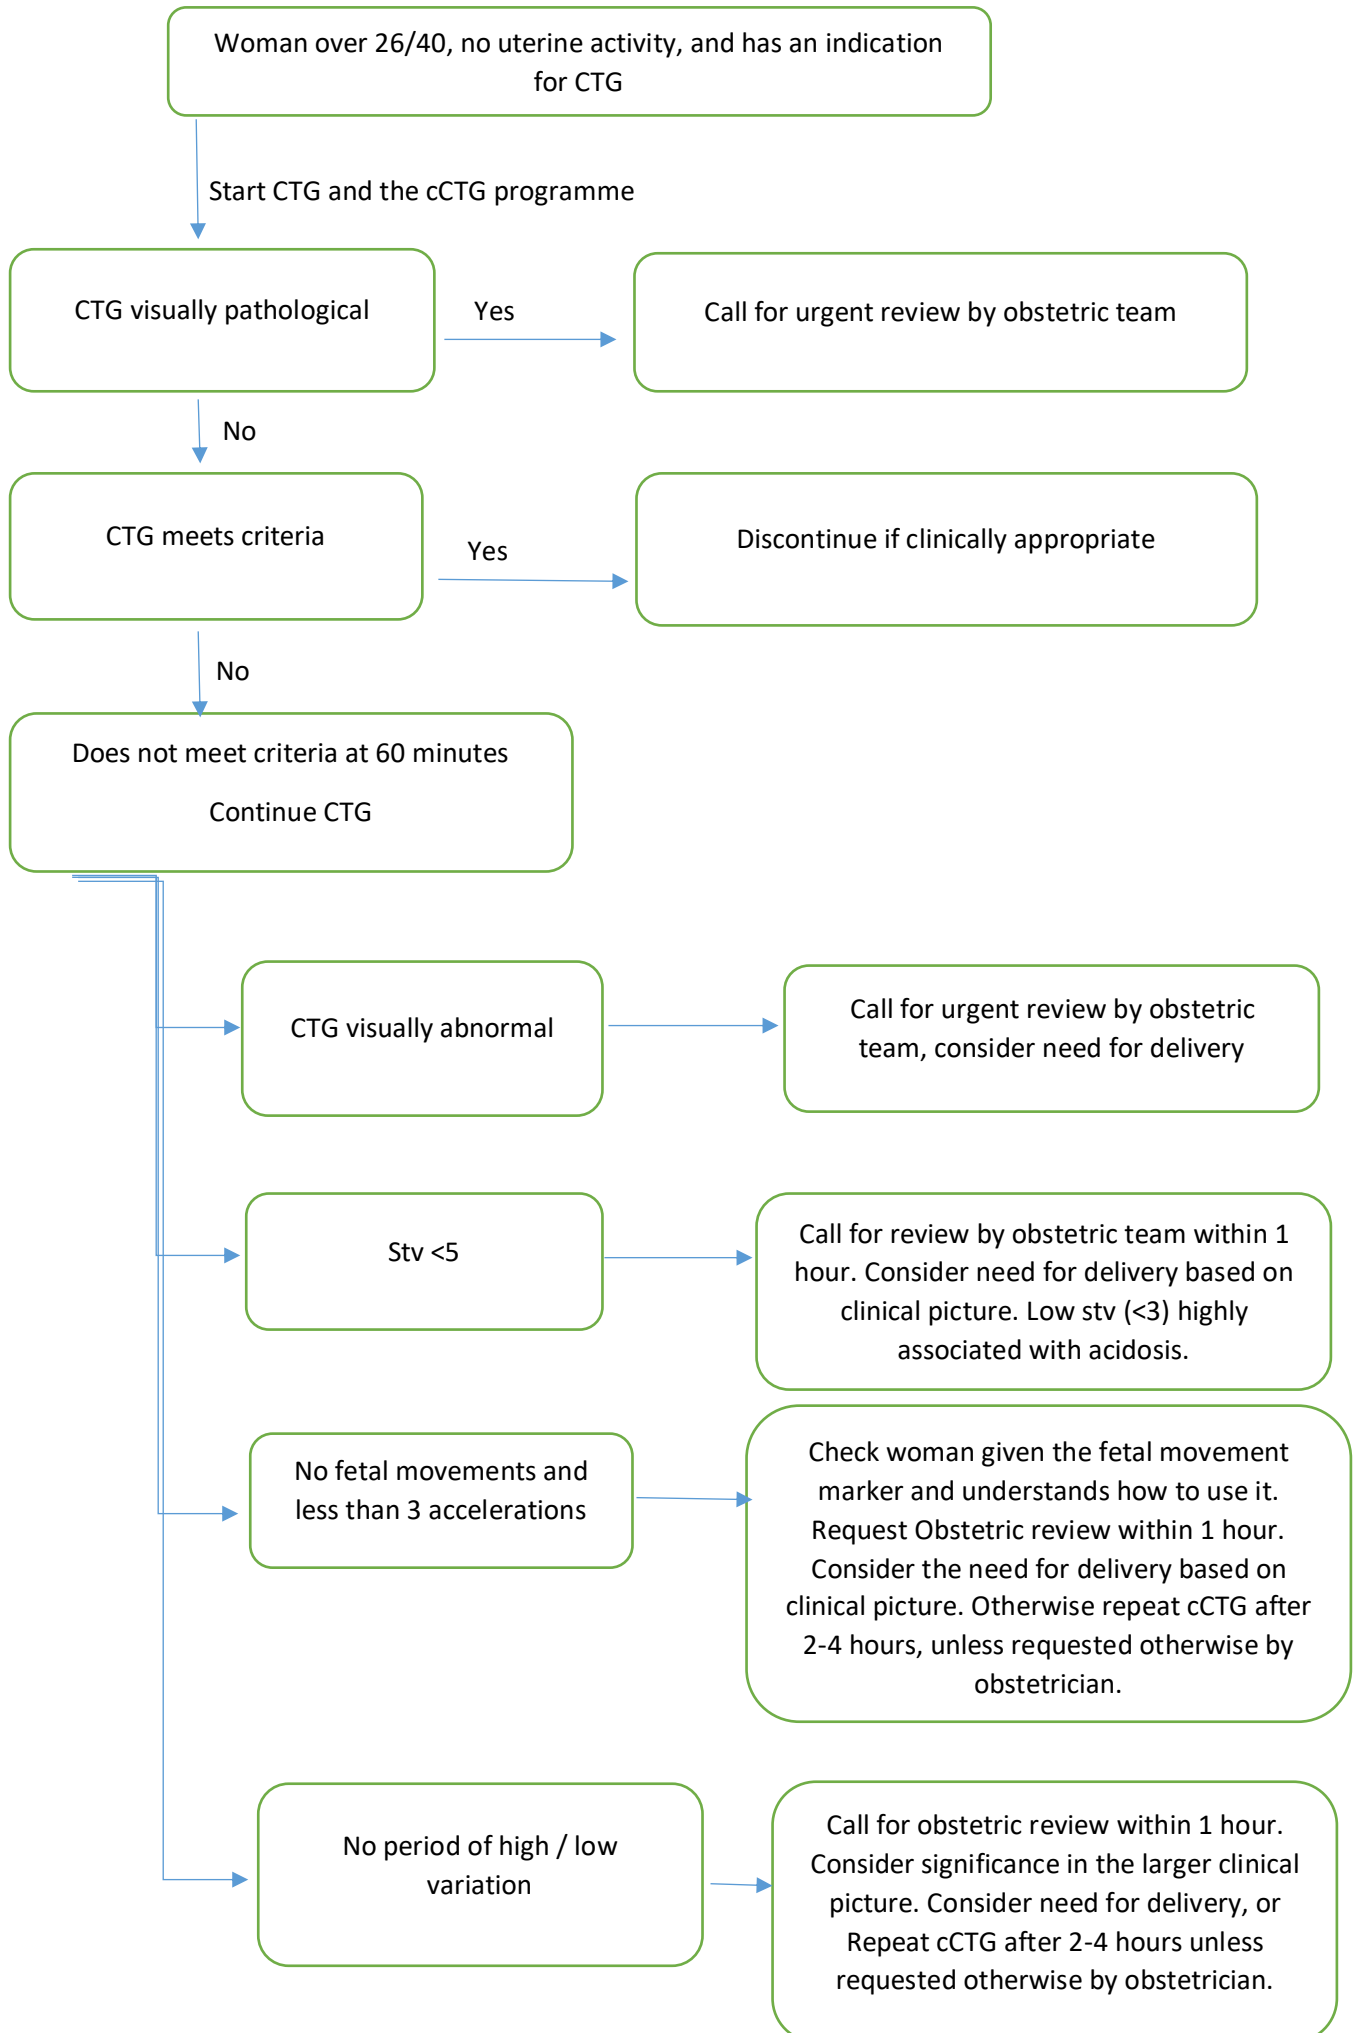 Woman over 26/40, no uterine activity, and has an indication
for CTG
Start CTG and the cCTG programme
CTG visually pathological
Yes
Call for urgent review by obstetric team
No
CTG meets criteria
Yes
Discontinue if clinically appropriate
No
Does not meet criteria at 60 minutes
Continue CTG
CTG visually abnormal
Call for urgent review by obstetric
team, consider need for delivery
Stv <5
Call for review by obstetric team within 1
hour. Consider need for delivery based on
clinical picture. Low stv (<3) highly
associated with acidosis.
No fetal movements and
less than 3 accelerations
Check woman given the fetal movement
marker and understands how to use it.
Request Obstetric review within 1 hour.
Consider the need for delivery based on
clinical picture. Otherwise repeat cCTG after
2-4 hours, unless requested otherwise by
obstetrician.
No period of high / low
variation
Call for obstetric review within 1 hour.
Consider significance in the larger clinical
picture. Consider need for delivery, or
Repeat cCTG after 2-4 hours unless
requested otherwise by obstetrician.